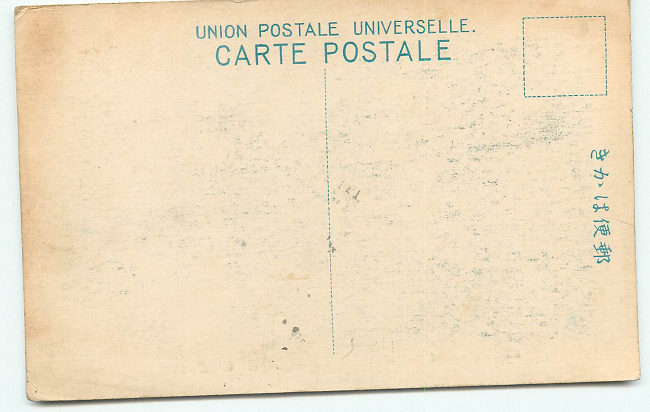 UNION POSTALE UNIVERSELLE.
CARTE POSTALE
郵便はかき